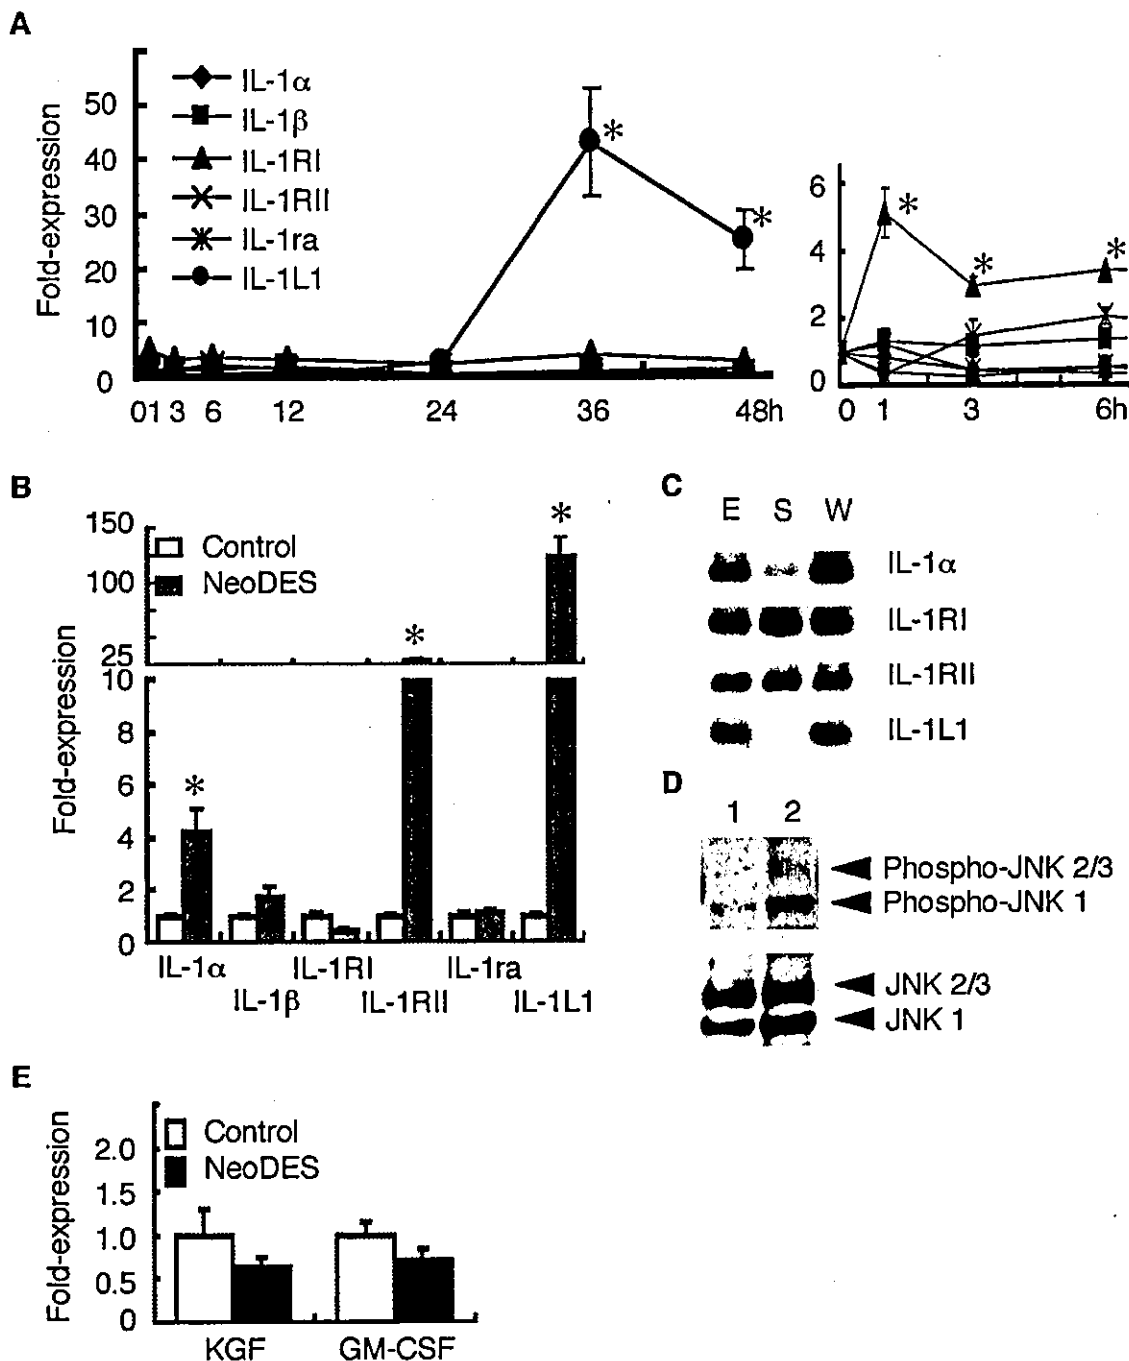 A
Fold-expression
50
40
30
20
10
0
IL-1α
IL-1β
IL-1RI
IL-1RII
IL-1ra
IL-1L1
*
*
01 3 6 12 24 36 48h
6
4
2
0
*
*
*
0 1 3 6h
B
Fold-expression
150
100
25
10
8
6
4
2
0
Control
NeoDES
*
*
*
IL-1α IL-1RI IL-1ra
IL-1β IL-1RII IL-1L1
C
E S W
IL-1α
IL-1RI
IL-1RII
IL-1L1
D
1 2
Phospho-JNK 2/3
Phospho-JNK 1
JNK 2/3
JNK 1
E
Fold-expression
2.0
1.5
1.0
0.5
0
Control
NeoDES
KGF GM-CSF